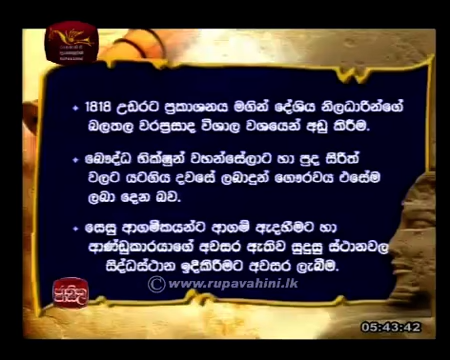 + 1818 උඩරට ප්‍රකාශනය මගින් දේශීය නිලධාරීන්ගේ
බලතල වරප්‍රසාද විශාල වශයෙන් අඩු කිරීම.
+ බෞද්ධ භික්ෂූන් වහන්සේලාට හා පුද සිරිත්
වලට යටගිය දවසේ ලබාදුන් ගෞරවය එසේම
ලබා දෙන බව.
+ සෙසු ආගමිකයන්ට ආගම් ඇදහීමට හා
ආණ්ඩුකාරයාගේ අවසර ඇතිව සුදුසු ස්ථානවල
සිද්ධස්ථාන ඉදිකිරීමට අවසර ලැබීම.
© www.rupavahini.lk
05:43:42